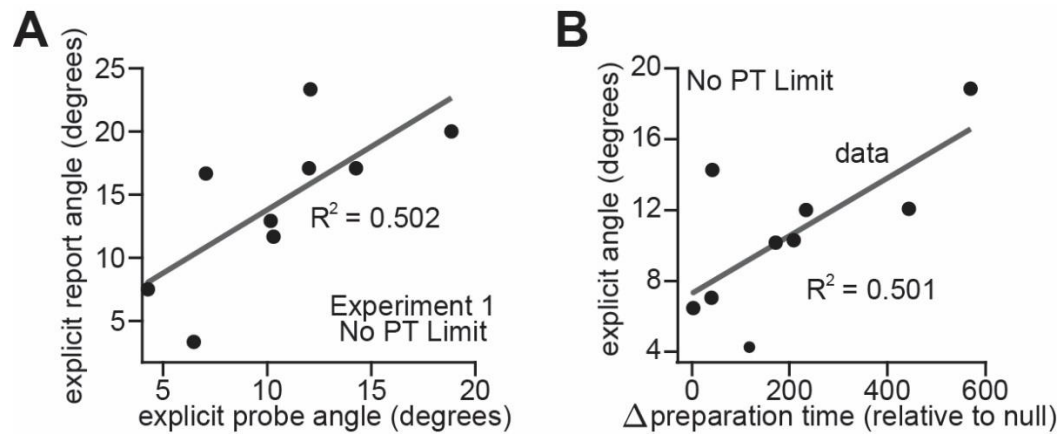 A
explicit report angle (degrees)
25
20
15
10
5
R² = 0.502
Experiment 1
No PT Limit
5
10
15
20
explicit probe angle (degrees)
B
explicit angle (degrees)
20
16
12
8
4
No PT Limit
data
R² = 0.501
0
200
400
600
Δpreparation time (relative to null)